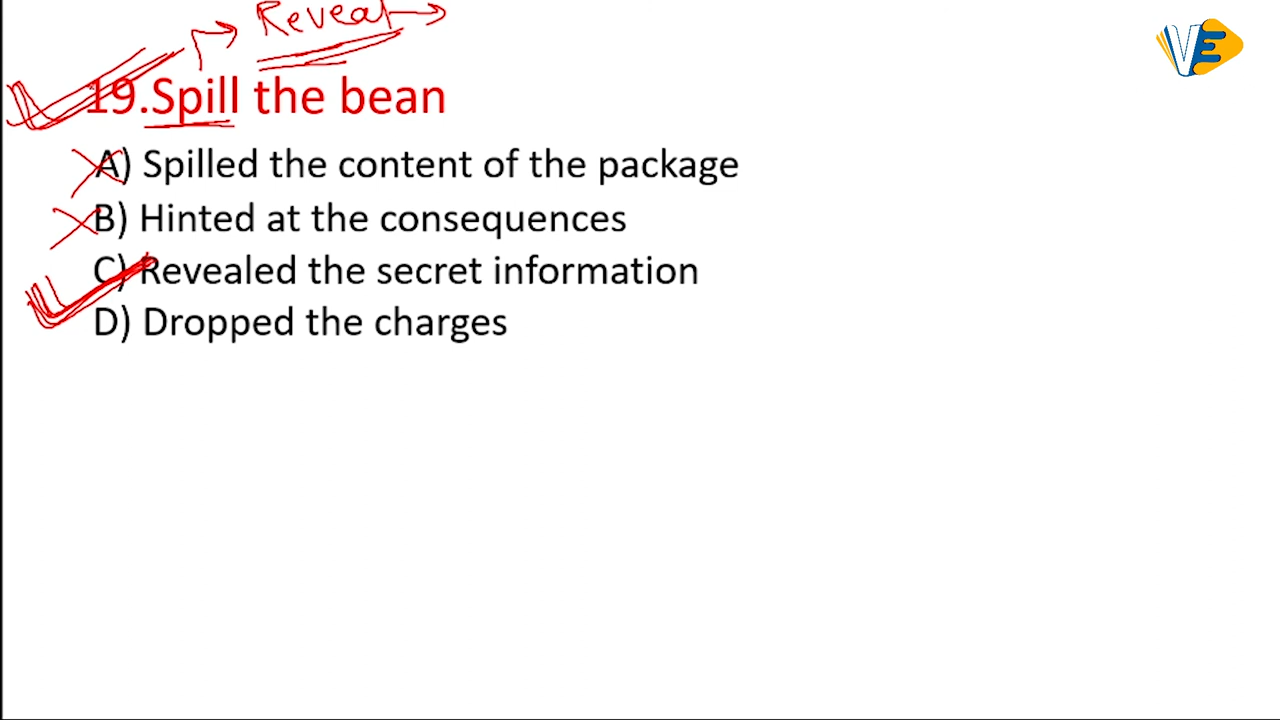 Reveal
19.Spill the bean
A) Spilled the content of the package
B) Hinted at the consequences
C) Revealed the secret information
D) Dropped the charges
VE